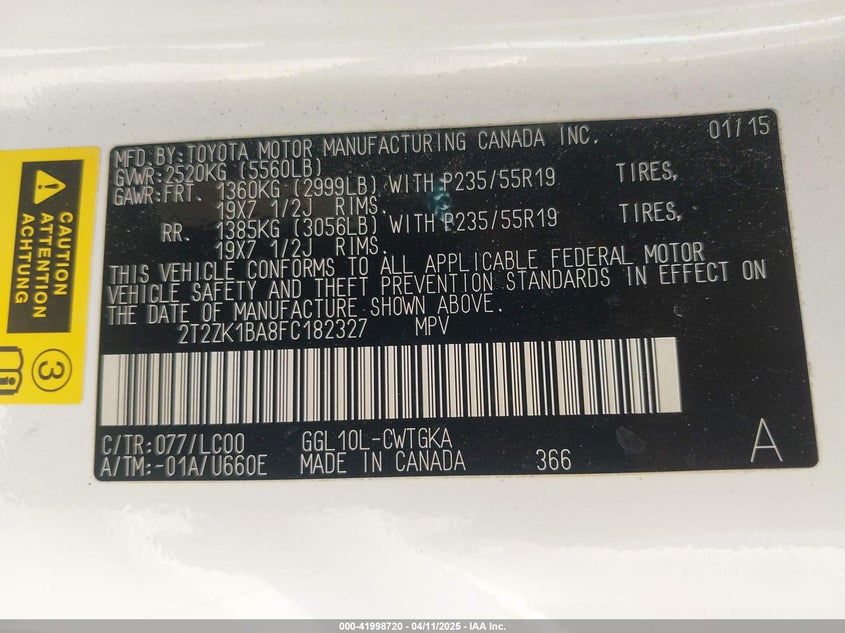 MFD.BY:TOYOTA MOTOR MANUFACTURING CANADA INC. 01/15
GVWR:2520KG (5560LB)
GAWR:FRT. 1360KG (2999LB) WITH P235/55R19 TIRES,
19X7 1/2J RIMS.
RR. 1385KG (3056LB) WITH P235/55R19 TIRES,
19X7 1/2J RIMS.
THIS VEHICLE CONFORMS TO ALL APPLICABLE FEDERAL MOTOR
VEHICLE SAFETY AND THEFT PREVENTION STANDARDS IN EFFECT ON
THE DATE OF MANUFACTURE SHOWN ABOVE.
2T2ZK1BA8FC182327 MPV
C/TR:077/LC00 GGL10L-CWTGKA
A/TM:-01A/U660E MADE IN CANADA 366
A
CAUTION
ATTENTION
ACHTUNG
3
000-41998720 — 04/11/2025 — IAA Inc.